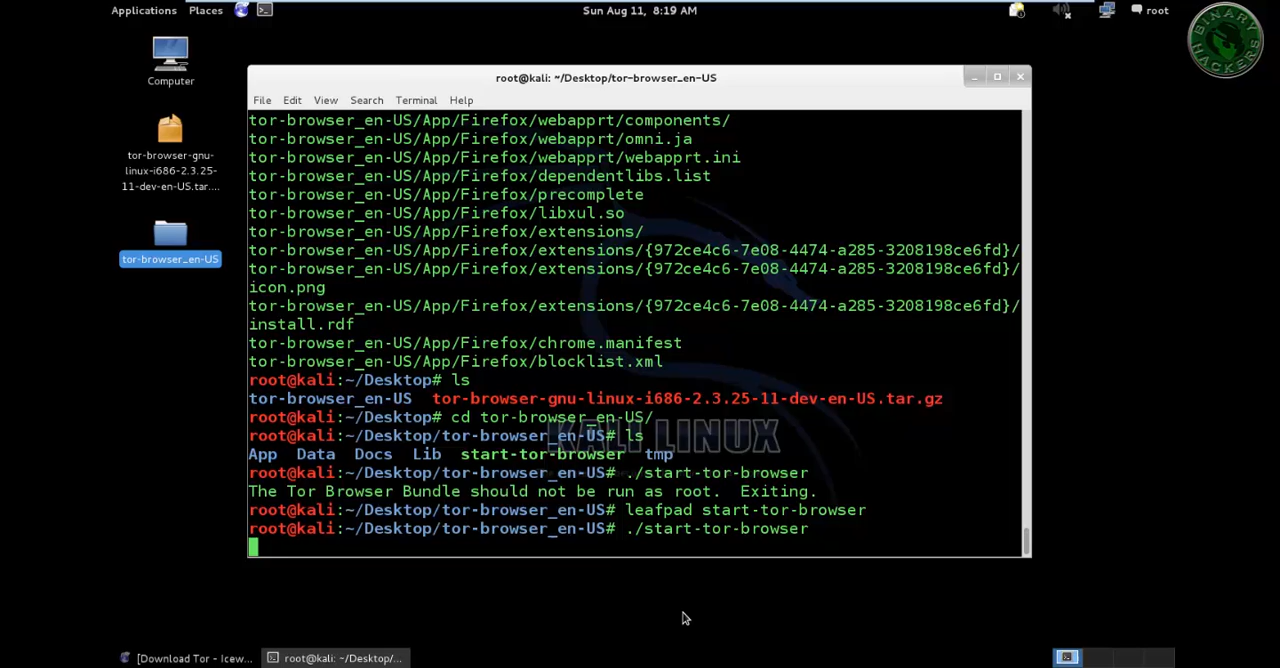 Applications Places
Sun Aug 11, 8:19 AM
root
BINARY
HACKERS
Computer
tor-browser-gnu-
linux-i686-2.3.25-
11-dev-en-US.tar....
tor-browser_en-US
root@kali: ~/Desktop/tor-browser_en-US
File Edit View Search Terminal Help
tor-browser_en-US/App/Firefox/webapprt/components/
tor-browser_en-US/App/Firefox/webapprt/omni.ja
tor-browser_en-US/App/Firefox/webapprt/webapprt.ini
tor-browser_en-US/App/Firefox/dependentlibs.list
tor-browser_en-US/App/Firefox/precomplete
tor-browser_en-US/App/Firefox/libxul.so
tor-browser_en-US/App/Firefox/extensions/
tor-browser_en-US/App/Firefox/extensions/{972ce4c6-7e08-4474-a285-3208198ce6fd}/
tor-browser_en-US/App/Firefox/extensions/{972ce4c6-7e08-4474-a285-3208198ce6fd}/
icon.png
tor-browser_en-US/App/Firefox/extensions/{972ce4c6-7e08-4474-a285-3208198ce6fd}/
install.rdf
tor-browser_en-US/App/Firefox/chrome.manifest
tor-browser_en-US/App/Firefox/blocklist.xml
root@kali:~/Desktop# ls
tor-browser_en-US tor-browser-gnu-linux-i686-2.3.25-11-dev-en-US.tar.gz
root@kali:~/Desktop# cd tor-browser_en-US/
root@kali:~/Desktop/tor-browser_en-US# ls
KALI LINUX
App Data Docs Lib start-tor-browser tmp
root@kali:~/Desktop/tor-browser_en-US# ./start-tor-browser
The Tor Browser Bundle should not be run as root. Exiting.
root@kali:~/Desktop/tor-browser_en-US# leafpad start-tor-browser
root@kali:~/Desktop/tor-browser_en-US# ./start-tor-browser
[Download Tor - Icew...
root@kali: ~/Desktop/...